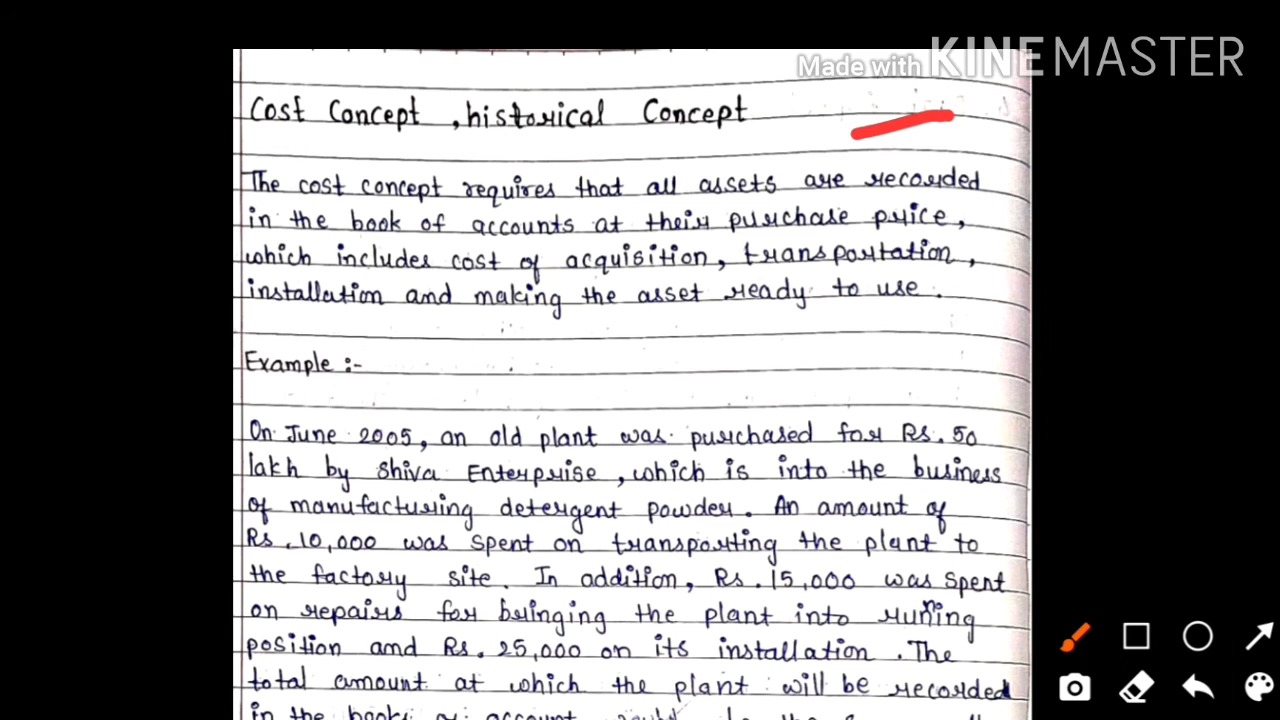 Made with KINEMASTER
Cost Concept , historical Concept
The cost concept requires that all assets are recorded
in the book of accounts at their purchase price,
which includes cost of acquisition, transportation,
installation and making the asset ready to use.
Example :-
On June 2005, an old plant was purchased for Rs. 50
lakh by Shiva Enterprise, which is into the business
of manufacturing detergent powder. An amount of
Rs. 10,000 was spent on transporting the plant to
the factory site. In addition, Rs. 15,000 was spent
on repairs for bringing the plant into running
position and Rs. 25,000 on its installation. The
total amount at which the plant will be recorded
in the books account